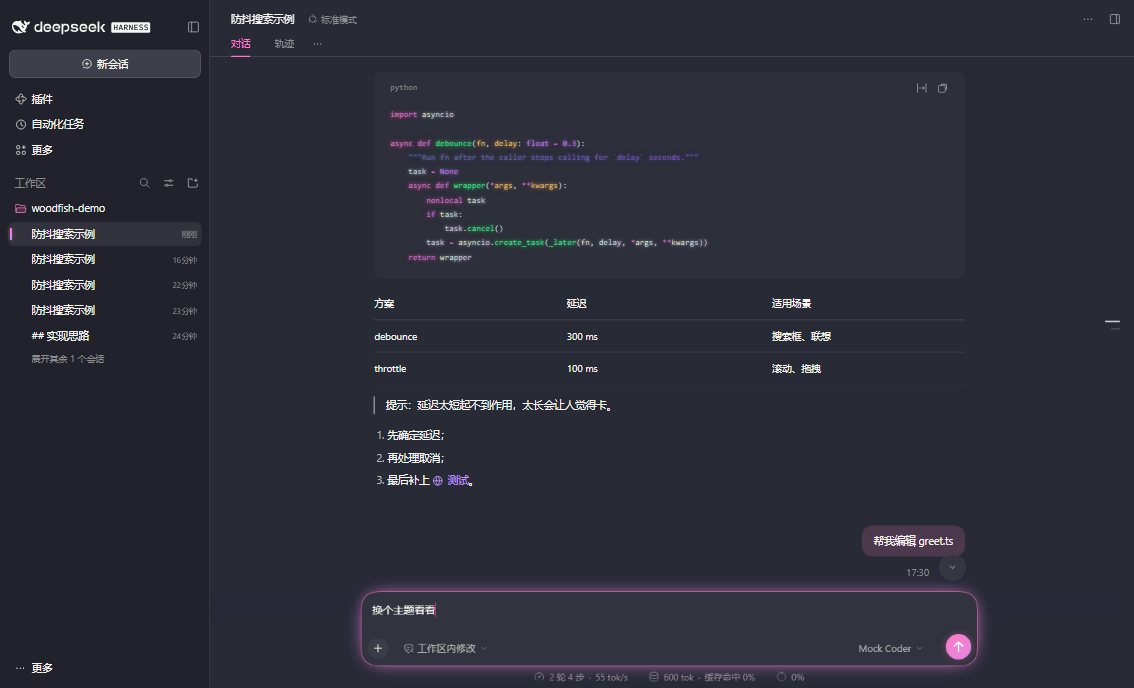 deepseek HARNESS
新会话
插件
自动化任务
更多
工作区
woodfish-demo
防抖搜索示例 刚刚
防抖搜索示例 16分钟
防抖搜索示例 22分钟
防抖搜索示例 23分钟
## 实现思路 24分钟
展开其余 1 个会话
··· 更多
防抖搜索示例 标准模式 ···
对话 轨迹 ···
python
import asyncio
async def debounce(fn, delay: float = 0.3):
"""Run fn after the caller stops calling for `delay` seconds."""
task = None
async def wrapper(*args, **kwargs):
nonlocal task
if task:
task.cancel()
task = asyncio.create_task(_later(fn, delay, *args, **kwargs))
return wrapper
方案 延迟 适用场景
debounce 300 ms 搜索框、联想
throttle 100 ms 滚动、拖拽
提示：延迟太短起不到作用，太长会让人觉得卡。
1. 先确定延迟；
2. 再处理取消；
3. 最后补上 测试。
帮我编辑 greet.ts
17:30
换个主题看看
+ 工作区内修改 Mock Coder
2 轮 4 步 · 55 tok/s 600 tok · 缓存命中 0% 0%